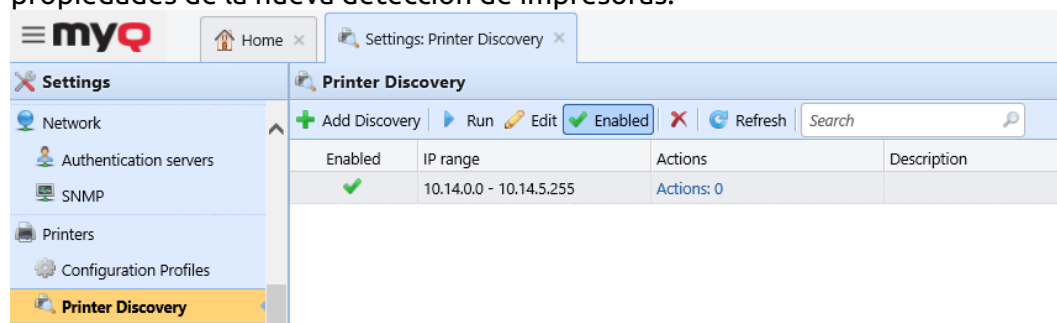 propiedades de la nueva detección de impresoras.
myQ Home × Settings: Printer Discovery ×
Settings Printer Discovery
Add Discovery Run Edit Enabled Refresh Search
Enabled IP range Actions Description
10.14.0.0 - 10.14.5.255 Actions: 0
Network
Authentication servers
SNMP
Printers
Configuration Profiles
Printer Discovery